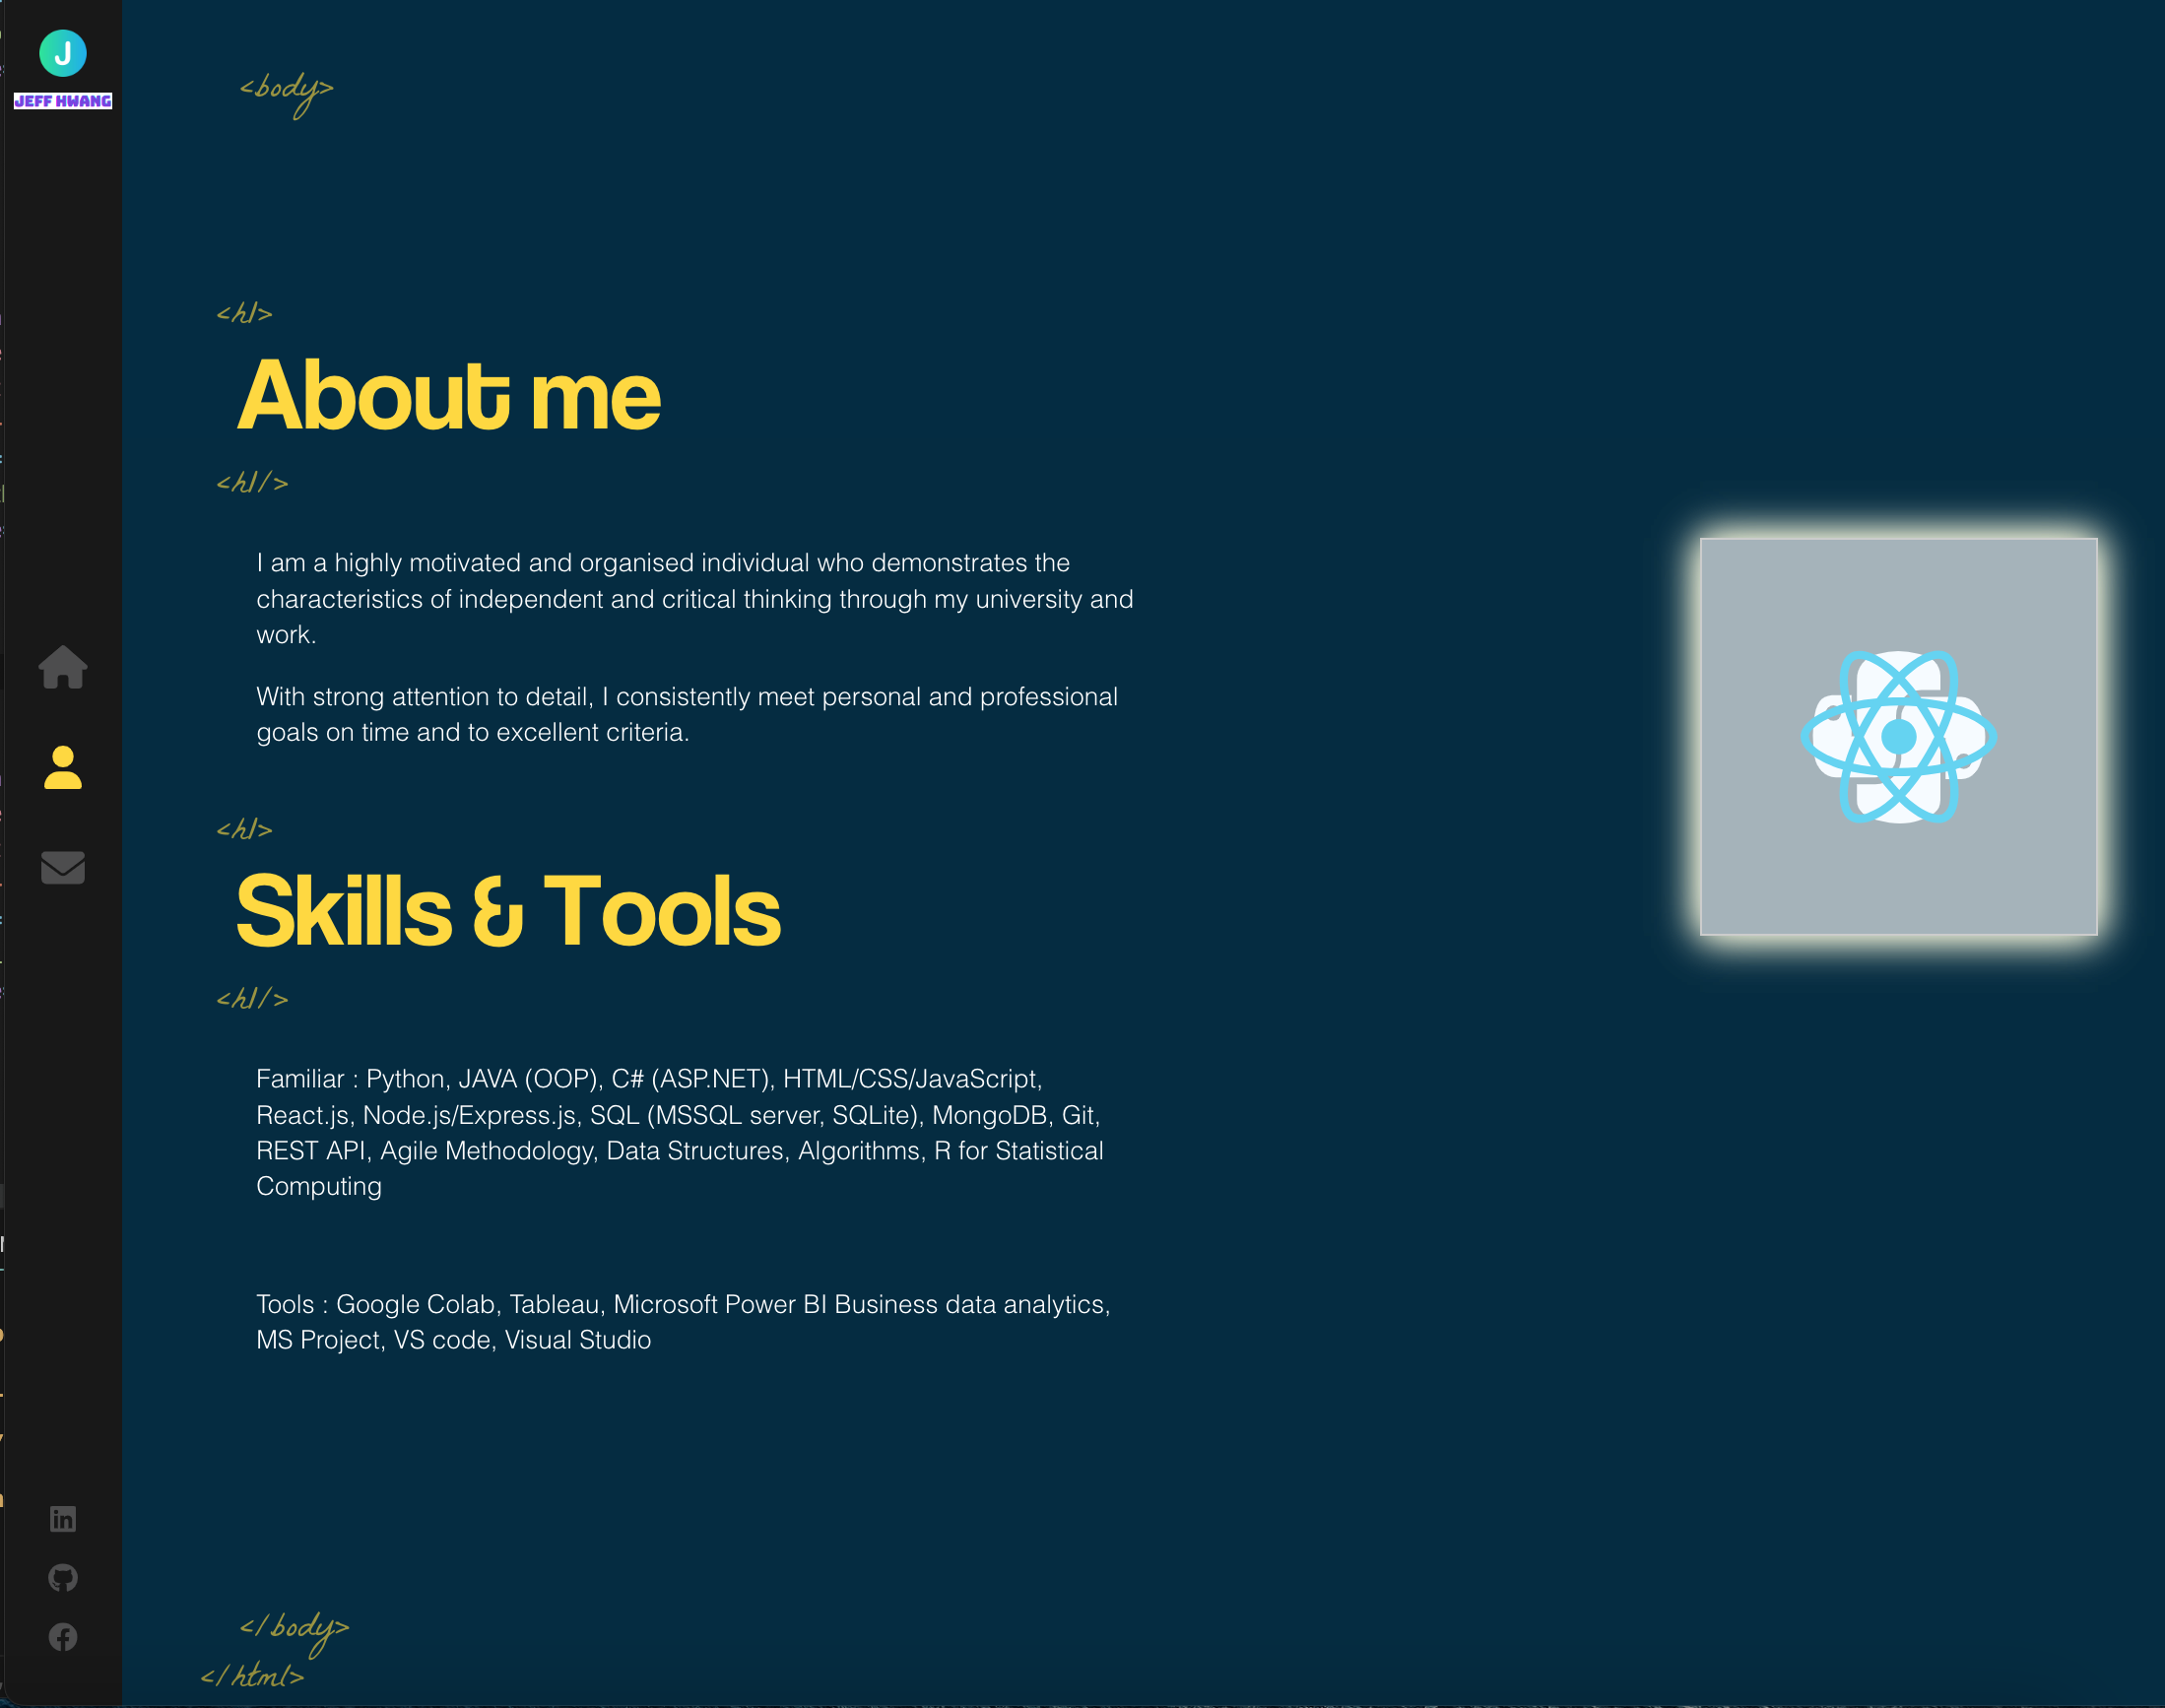 J
JEFF HWANG
<body>
<h1>
About me
<h1/>
I am a highly motivated and organised individual who demonstrates the
characteristics of independent and critical thinking through my university and
work.
With strong attention to detail, I consistently meet personal and professional
goals on time and to excellent criteria.
<h1>
Skills & Tools
<h1/>
Familiar : Python, JAVA (OOP), C# (ASP.NET), HTML/CSS/JavaScript,
React.js, Node.js/Express.js, SQL (MSSQL server, SQLite), MongoDB, Git,
REST API, Agile Methodology, Data Structures, Algorithms, R for Statistical
Computing
Tools : Google Colab, Tableau, Microsoft Power BI Business data analytics,
MS Project, VS code, Visual Studio
in
</body>
</html>